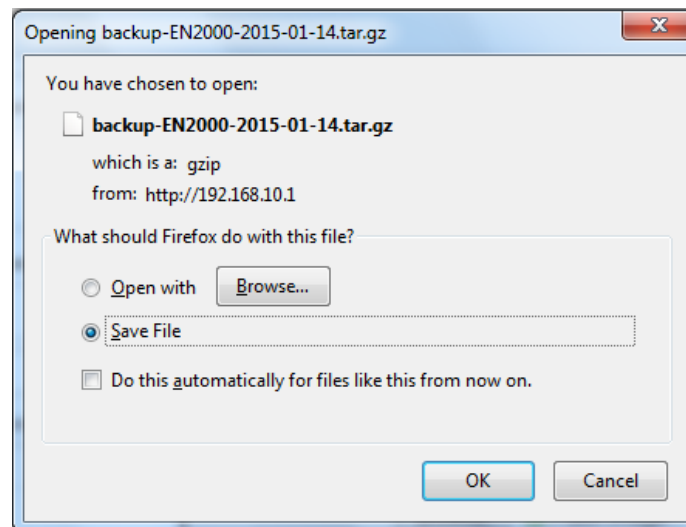 Opening backup-EN2000-2015-01-14.tar.gz
You have chosen to open:
backup-EN2000-2015-01-14.tar.gz
which is a: gzip
from: http://192.168.10.1
What should Firefox do with this file?
Open with Browse...
Save File
Do this automatically for files like this from now on.
OK Cancel